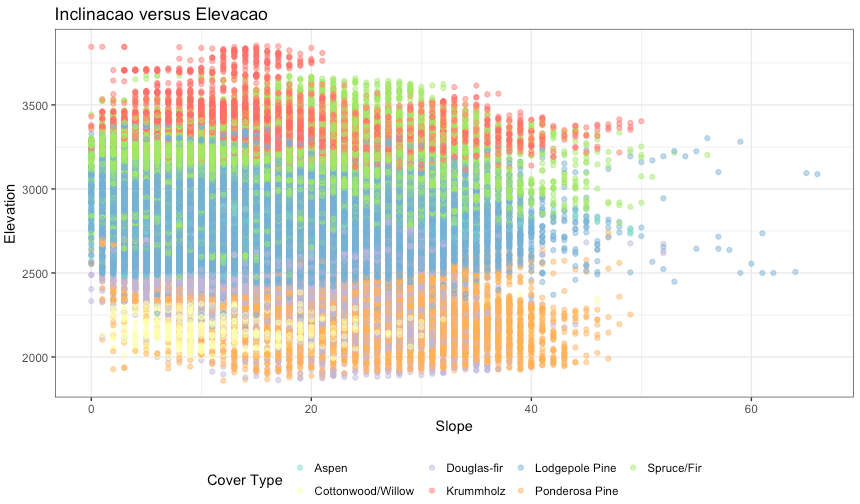 Inclinacao versus Elevacao
Elevation
3500
3000
2500
2000
0 20 40 60
Slope
Cover Type
Aspen Douglas-fir Lodgepole Pine Spruce/Fir
Cottonwood/Willow Krummholz Ponderosa Pine